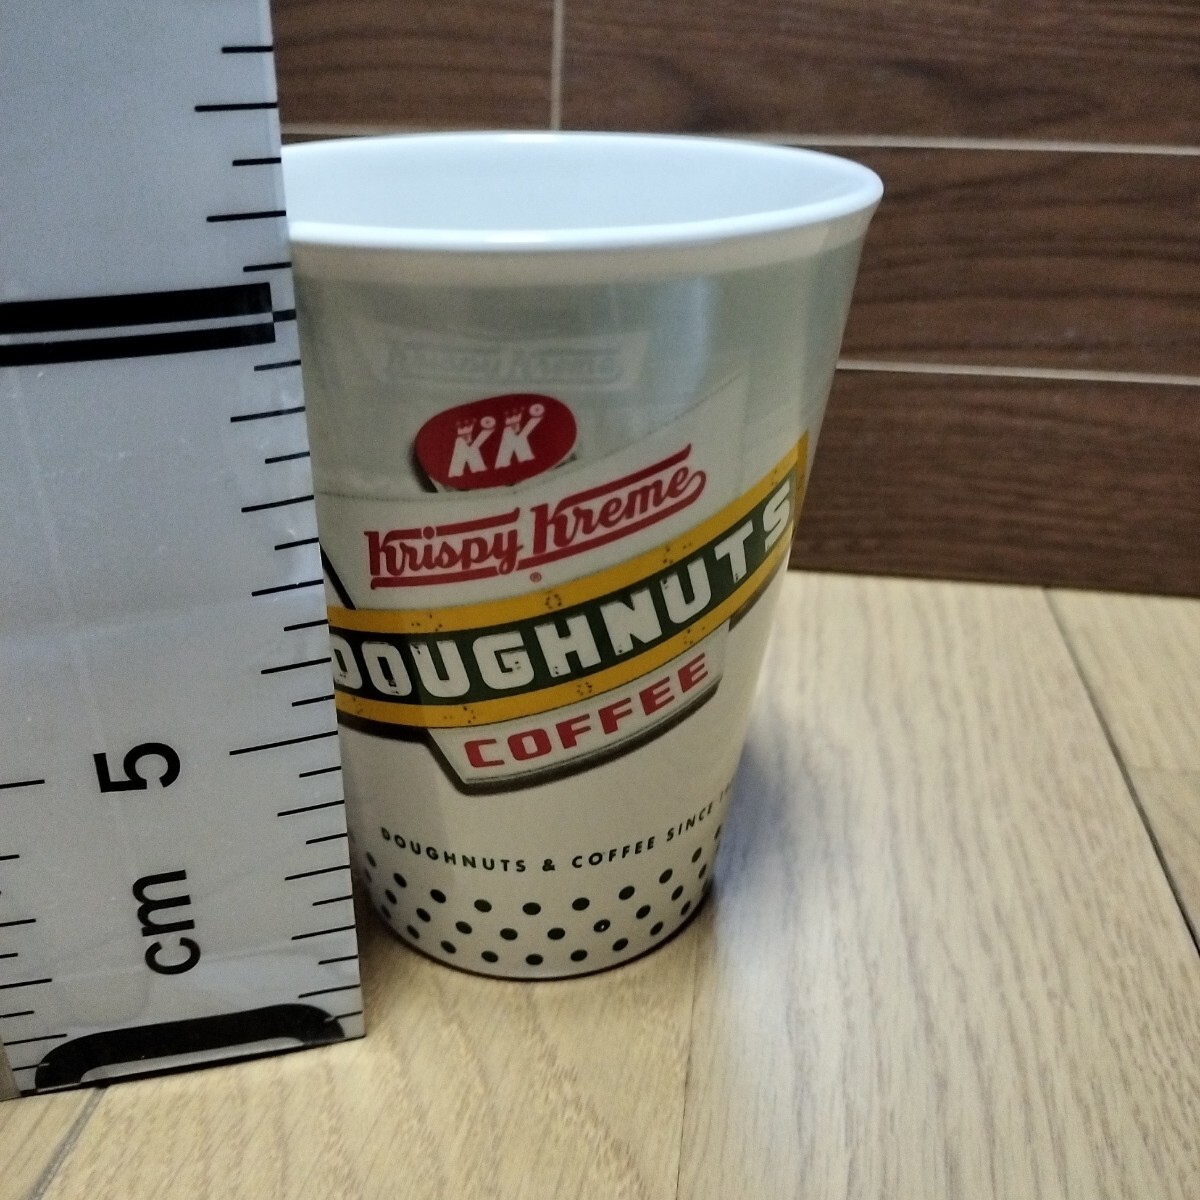 KK
Krispy Kreme
®
DOUGHNUTS
COFFEE
DOUGHNUTS & COFFEE SINCE
5
cm